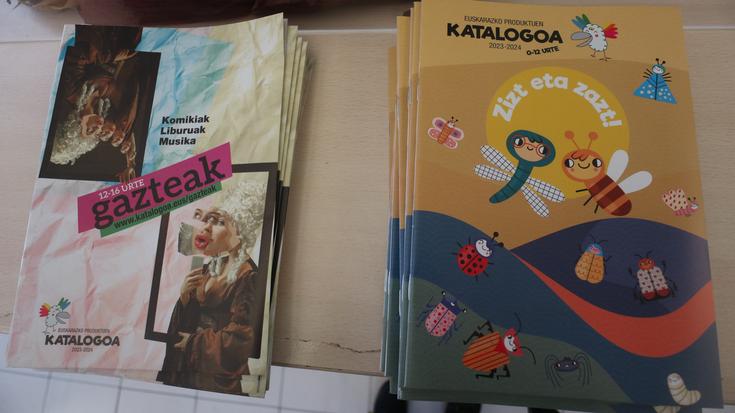 Komikiak
Liburuak
Musika
12-16 URTE
gazteak
www.katalogoa.eus/gazteak
EUSKARAZKO PRODUKTUEN
KATALOGOA
2023-2024
EUSKARAZKO PRODUKTUEN
KATALOGOA
2023-2024
0-12 URTE
Zizt eta zazt!